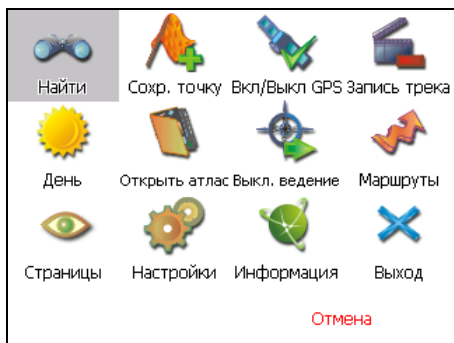 Найти Сохр. точку Вкл/Выкл GPS Запись трека
День Открыть атлас Выкл. ведение Маршруты
Страницы Настройки Информация Выход
Отмена